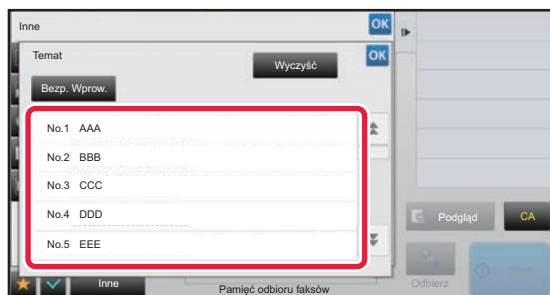 Inne
OK
Temat
Wyczyść
OK
Bezp. Wprow.
No.1 AAA
No.2 BBB
No.3 CCC
No.4 DDD
No.5 EEE
Podgląd
CA
Inne
Pamięć odbioru faksów
Odbierz
Start